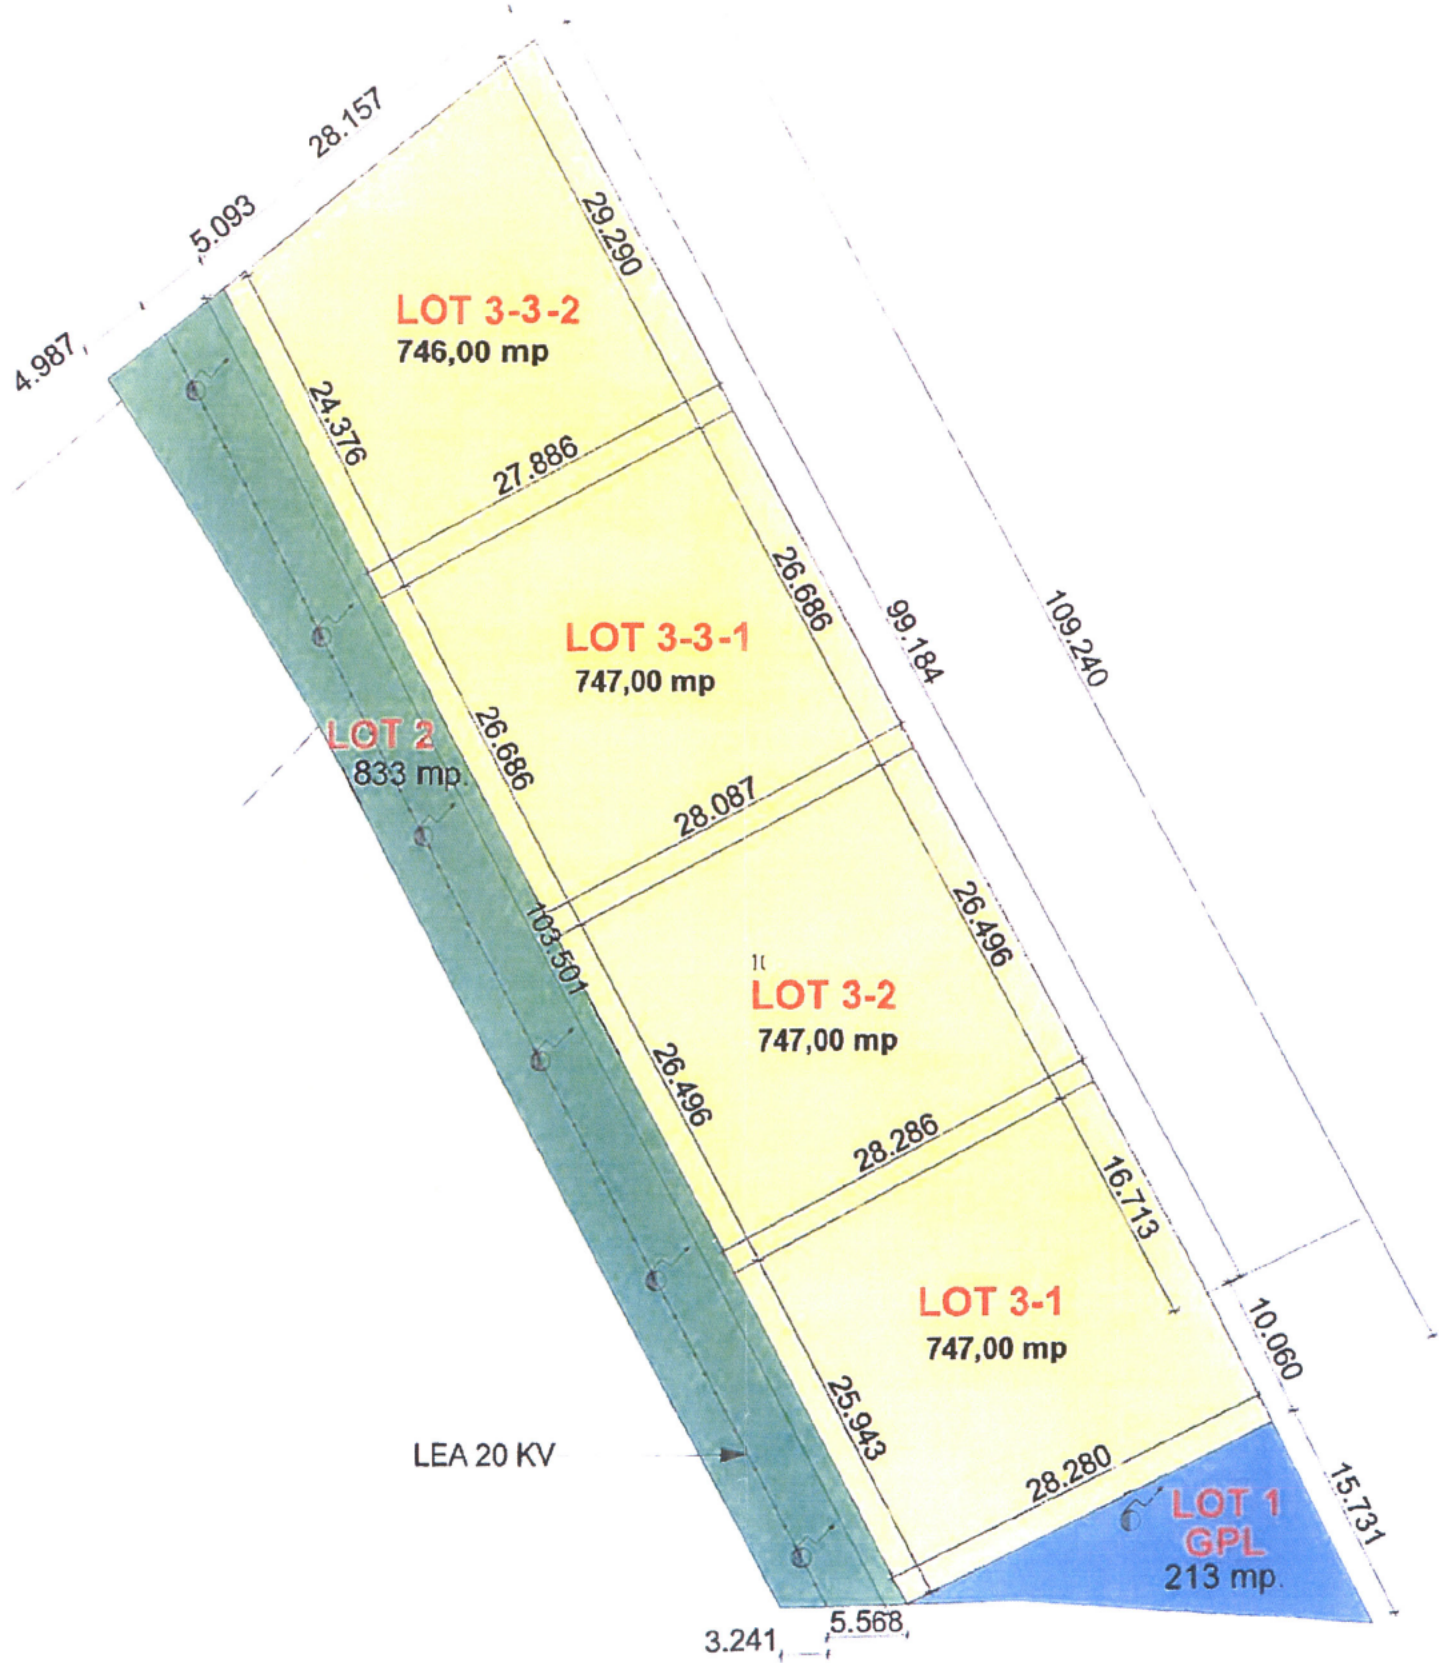 28.157
5.093
4.987
29.290
LOT 3-3-2
746,00 mp
24.376
27.886
26.686
99.184
109.240
LOT 3-3-1
747,00 mp
LOT 2
833 mp.
26.686
28.087
26.496
103.501
LOT 3-2
747,00 mp
26.496
28.286
16.713
LOT 3-1
747,00 mp
10.060
25.943
LEA 20 KV
28.280
15.731
LOT 1
GPL
213 mp.
5.568
3.241